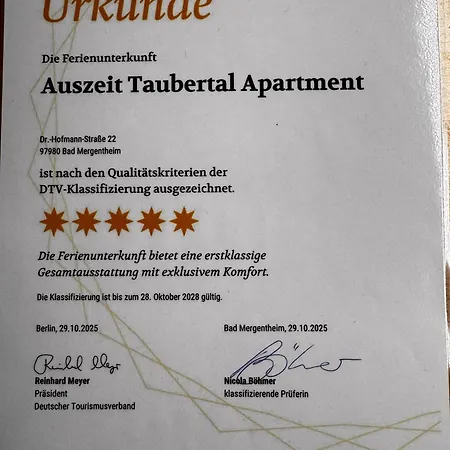 Urkunde
Die Ferienunterkunft
Auszeit Taubertal Apartment
Dr.-Hofmann-Straße 22
97980 Bad Mergentheim
ist nach den Qualitätskriterien der
DTV-Klassifizierung ausgezeichnet.
Die Ferienunterkunft bietet eine erstklassige
Gesamtausstattung mit exklusivem Komfort.
Die Klassifizierung ist bis zum 28. Oktober 2028 gültig.
Berlin, 29.10.2025
Bad Mergentheim, 29.10.2025
Reinhard Meyer
Präsident
Deutscher Tourismusverband
Nicola Böhmer
klassifizierende Prüferin